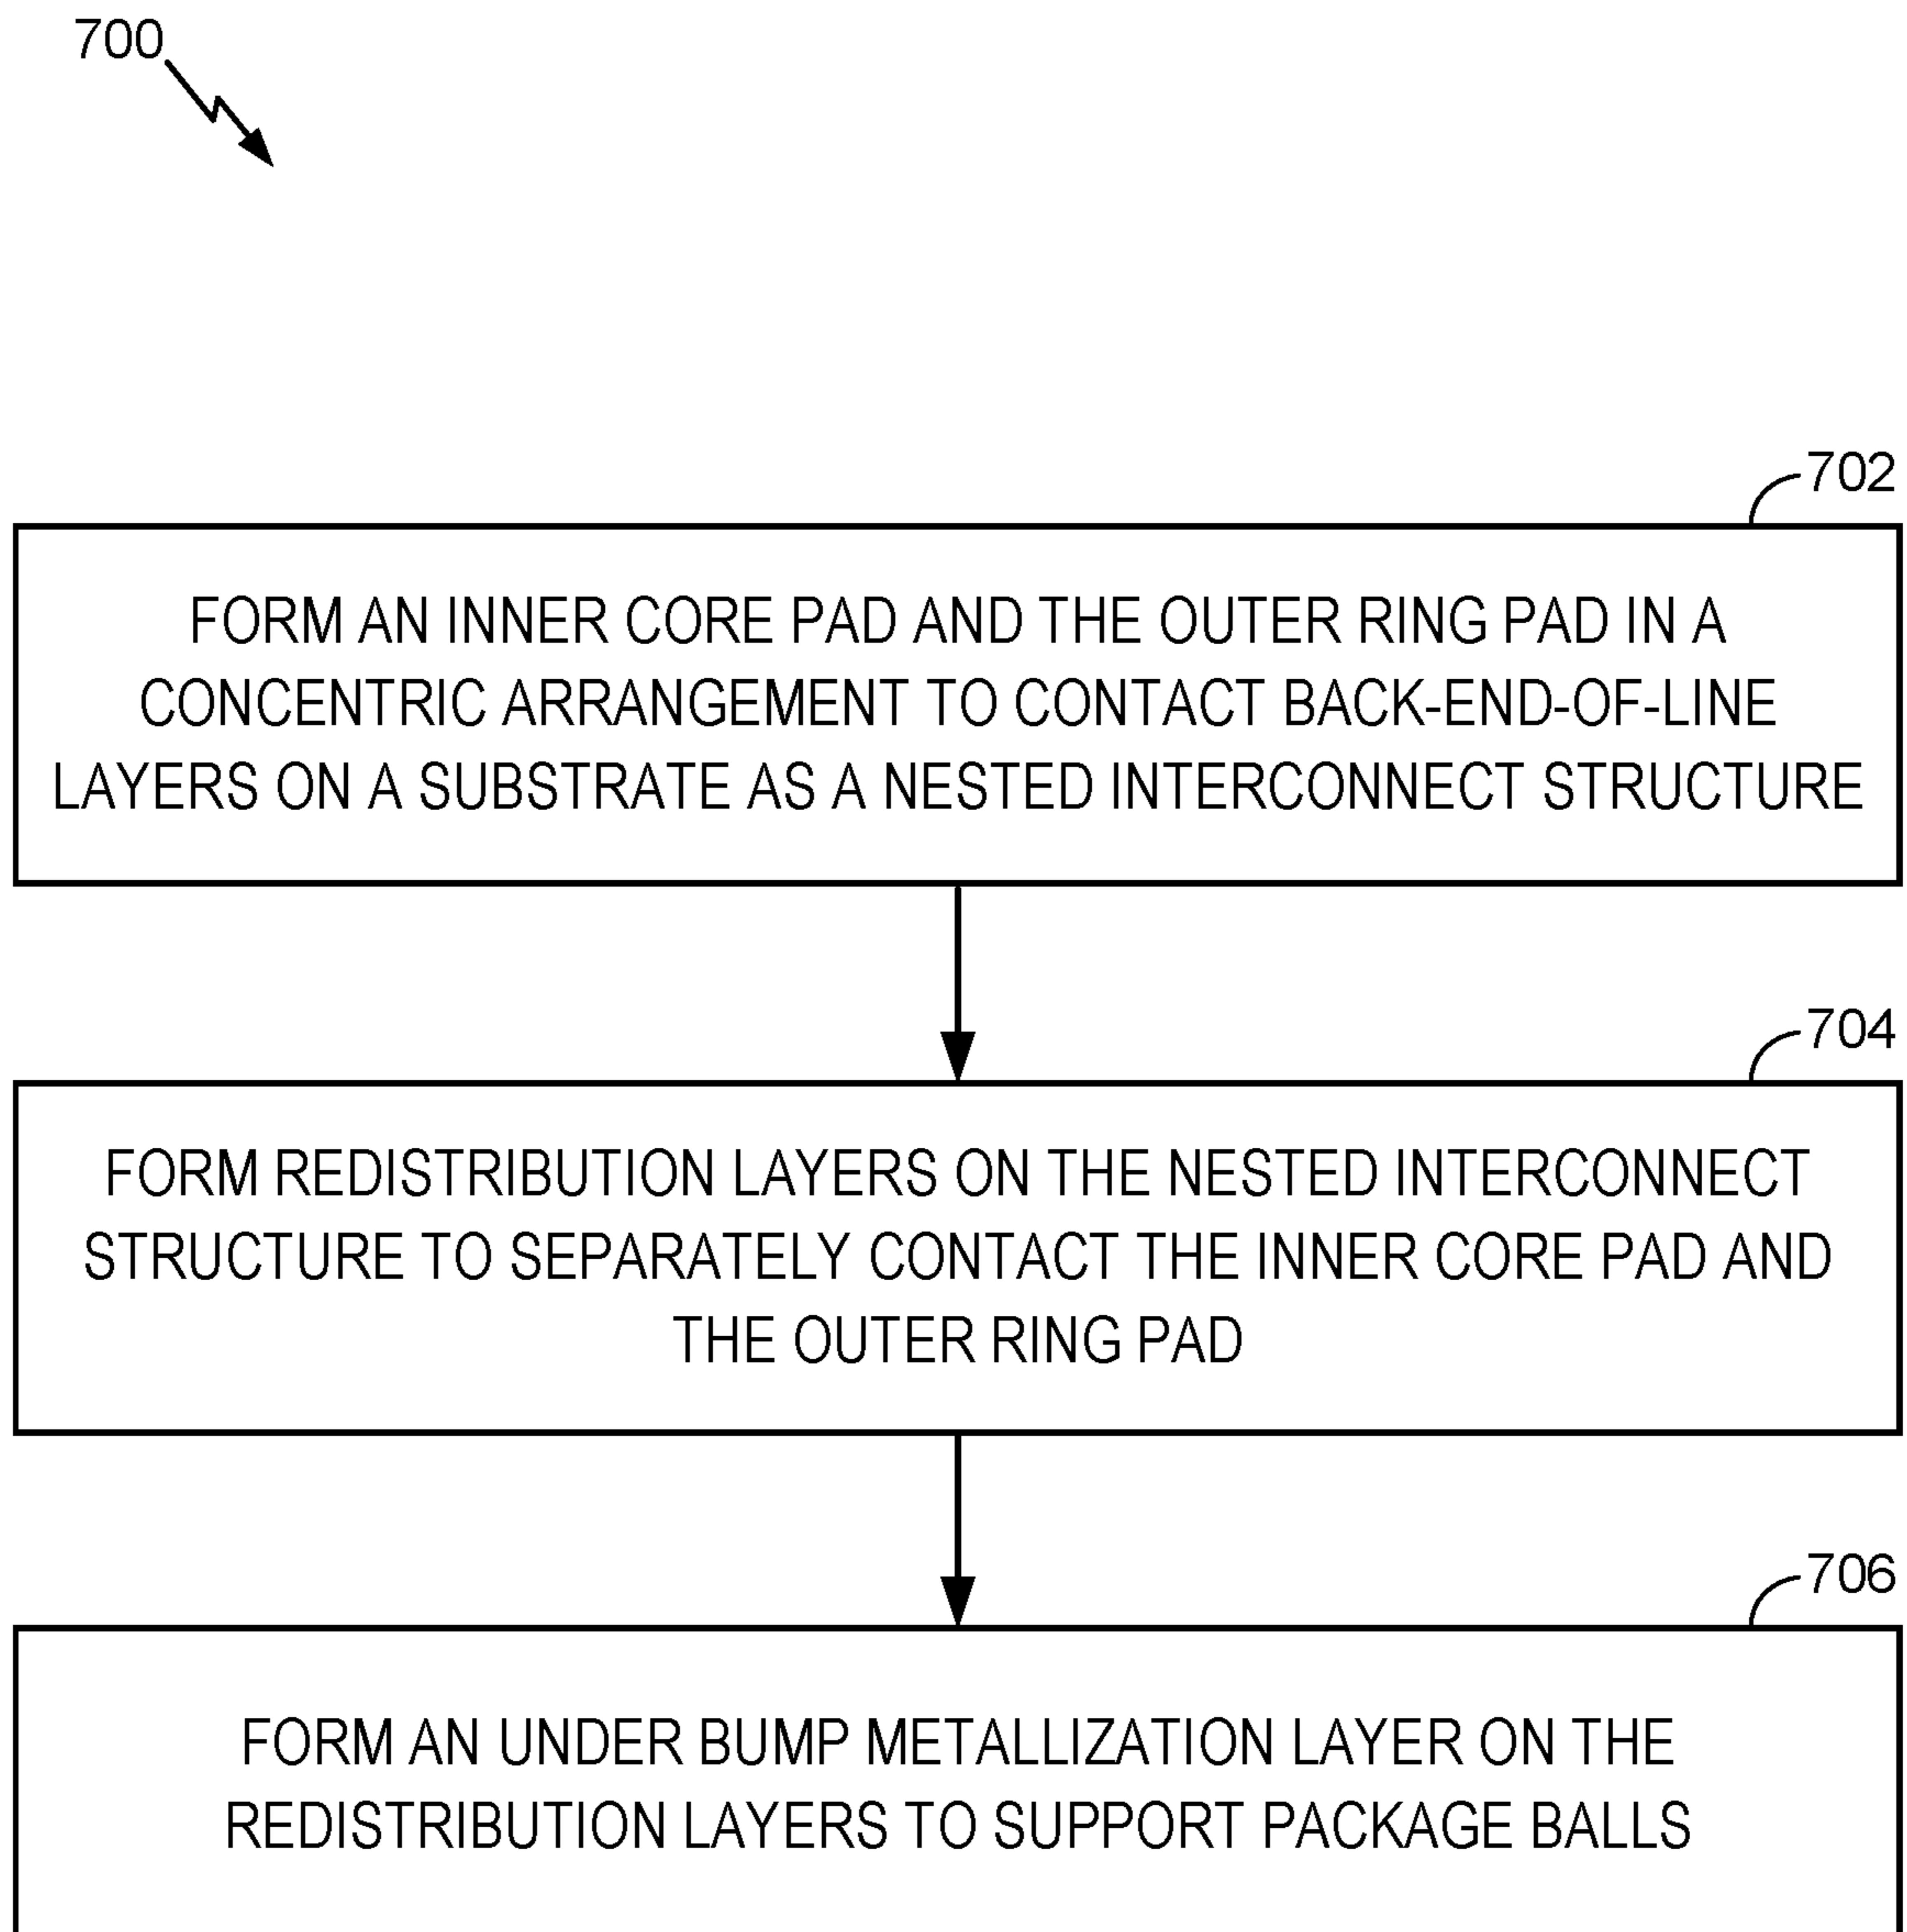 700
702
FORM AN INNER CORE PAD AND THE OUTER RING PAD IN A
CONCENTRIC ARRANGEMENT TO CONTACT BACK-END-OF-LINE
LAYERS ON A SUBSTRATE AS A NESTED INTERCONNECT STRUCTURE
704
FORM REDISTRIBUTION LAYERS ON THE NESTED INTERCONNECT
STRUCTURE TO SEPARATELY CONTACT THE INNER CORE PAD AND
THE OUTER RING PAD
706
FORM AN UNDER BUMP METALLIZATION LAYER ON THE
REDISTRIBUTION LAYERS TO SUPPORT PACKAGE BALLS